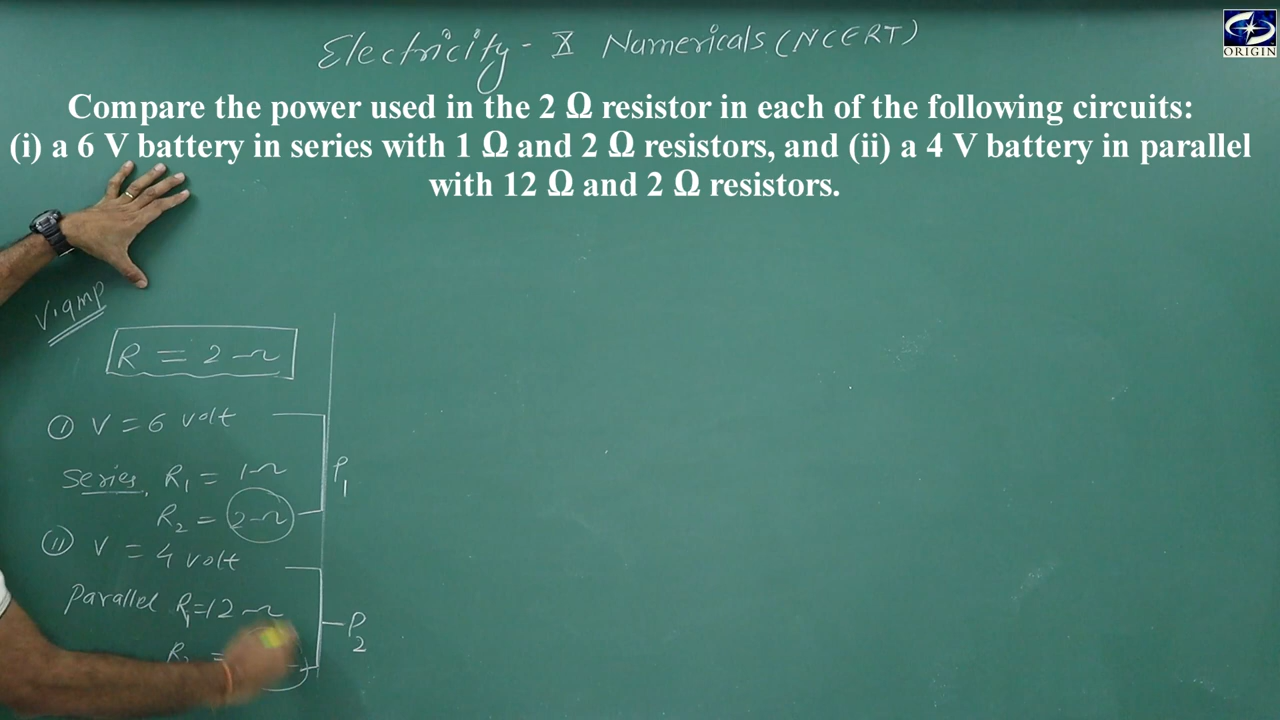 Electricity - X Numericals (NCERT)
ORIGIN
Compare the power used in the 2 Ω resistor in each of the following circuits:
(i) a 6 V battery in series with 1 Ω and 2 Ω resistors, and (ii) a 4 V battery in parallel
with 12 Ω and 2 Ω resistors.
V.imp
R = 2 Ω
(i) V = 6 volt
Series, R₁ = 1 Ω
P₁
R₂ = 2 Ω
(ii) V = 4 volt
Parallel R₁ = 12 Ω
P₂
R₂ =